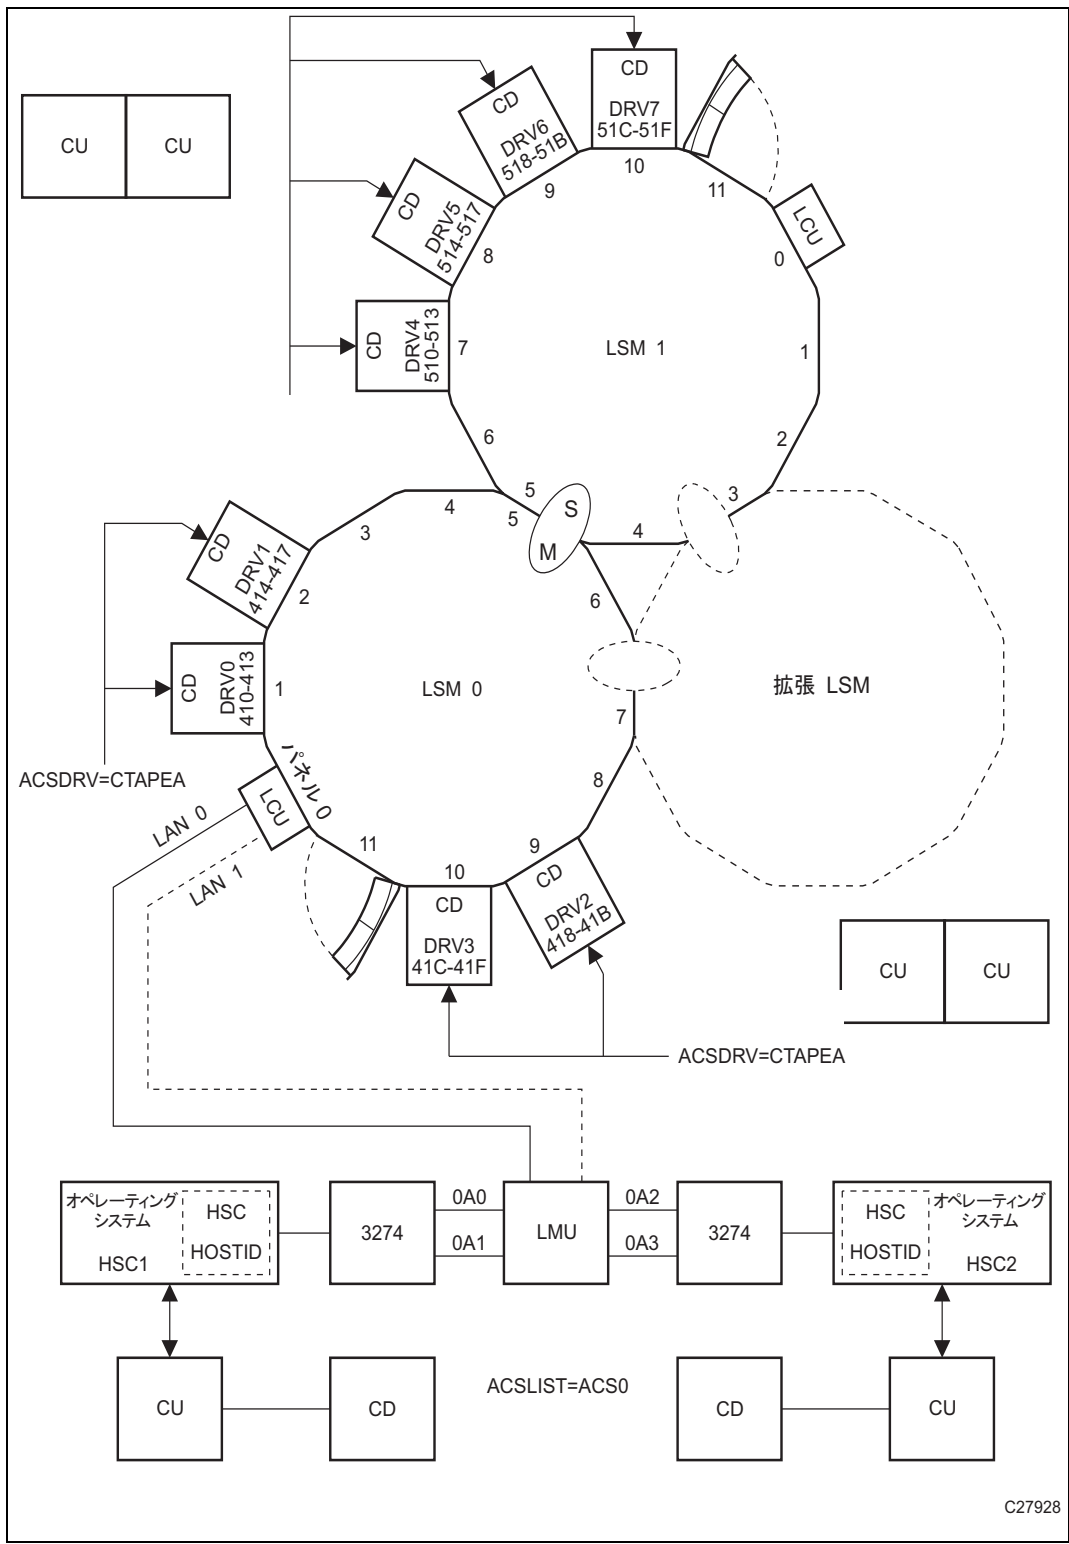 CU
CU
CD
DRV7
51C-51F
10
CD
DRV6
518-51B
9
CD
DRV5
514-517
8
CD
DRV4
510-513
7
11
LCU
0
LSM 1
1
2
3
6
5
S
4
5
M
4
3
CD
DRV1
414-417
2
6
CD
DRV0
410-413
1
LSM 0
7
拡張 LSM
ACSDRV=CTAPEA
パネル 0
LCU
8
LAN 0
LAN 1
11
10
9
CD
DRV3
41C-41F
CD
DRV2
418-41B
CU
CU
ACSDRV=CTAPEA
オペレーティング
システム
HSC1
HSC
HOSTID
3274
0A0
0A1
LMU
0A2
0A3
3274
HSC
HOSTID
オペレーティング
システム
HSC2
CU
CD
ACSLIST=ACS0
CD
CU
C27928